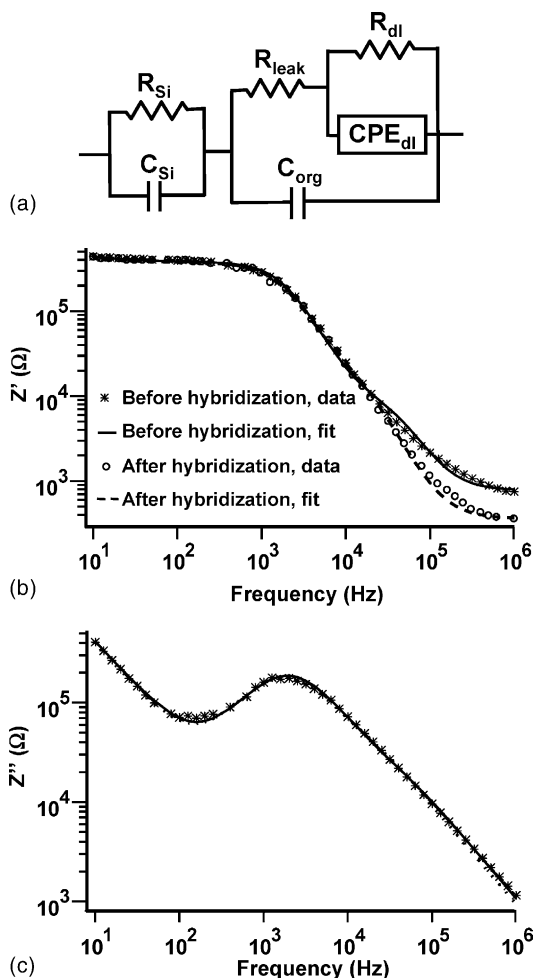 R_dl
R_leak
R_Si
CPE_dl
C_Si
C_org
(a)
10^5
10^4
10^3
Z' (Ω)
Before hybridization, data
Before hybridization, fit
After hybridization, data
After hybridization, fit
10^1 10^2 10^3 10^4 10^5 10^6
Frequency (Hz)
(b)
10^5
10^4
10^3
Z'' (Ω)
10^1 10^2 10^3 10^4 10^5 10^6
Frequency (Hz)
(c)